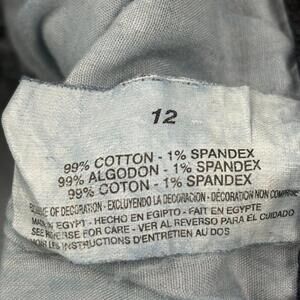 12
99% COTTON - 1% SPANDEX
99% ALGODON - 1% SPANDEX
99% COTON - 1% SPANDEX
OF DECORATION - EXCLUYENDO LA DECORACION - DÉCORATION NON COMPRISE
MADE IN EGYPT - HECHO EN EGIPTO - FAIT EN EGYPTE
SEE REVERSE FOR CARE - VER AL REVERSO PARA EL CUIDADO
LES INSTRUCTIONS D'ENTRETIEN AU DOS